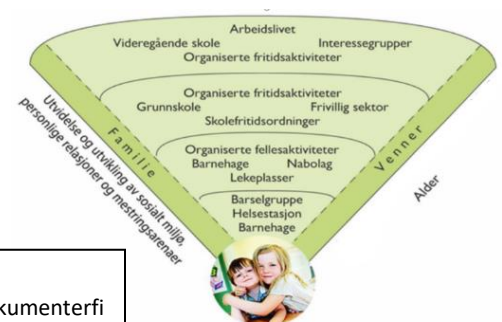 Arbeidslivet
Videregående skole Interessegrupper
Organiserte fritidsaktiviteter
Organiserte fritidsaktiviteter
Grunnskole Frivillig sektor
Skolefritidsordninger
Organiserte fellesaktiviteter
Barnehage Nabolag
Lekeplasser
Barselgruppe
Helsestasjon
Barnehage
Familie
Venner
Utvidelse og utvikling av sosialt miljø,
personlige relasjoner og mestringsarenaer
Alder
kumenterfi